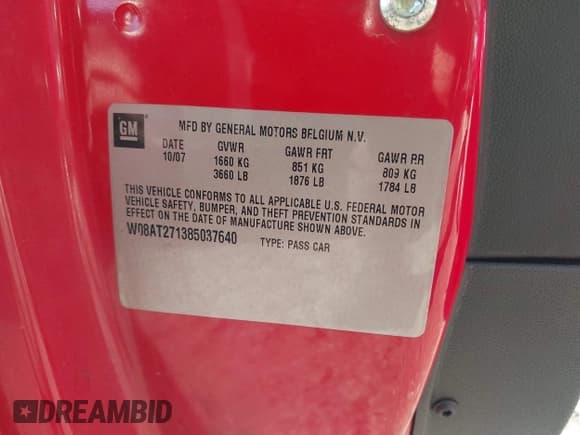 GM
MFD BY GENERAL MOTORS BELGIUM N.V.
DATE GVWR GAWR FRT GAWR RR
10/07 1660 KG 851 KG 809 KG
3660 LB 1876 LB 1784 LB
THIS VEHICLE CONFORMS TO ALL APPLICABLE U.S. FEDERAL MOTOR
VEHICLE SAFETY, BUMPER, AND THEFT PREVENTION STANDARDS IN
EFFECT ON THE DATE OF MANUFACTURE SHOWN ABOVE.
W08AT271385037640 TYPE: PASS CAR
DREAMBID